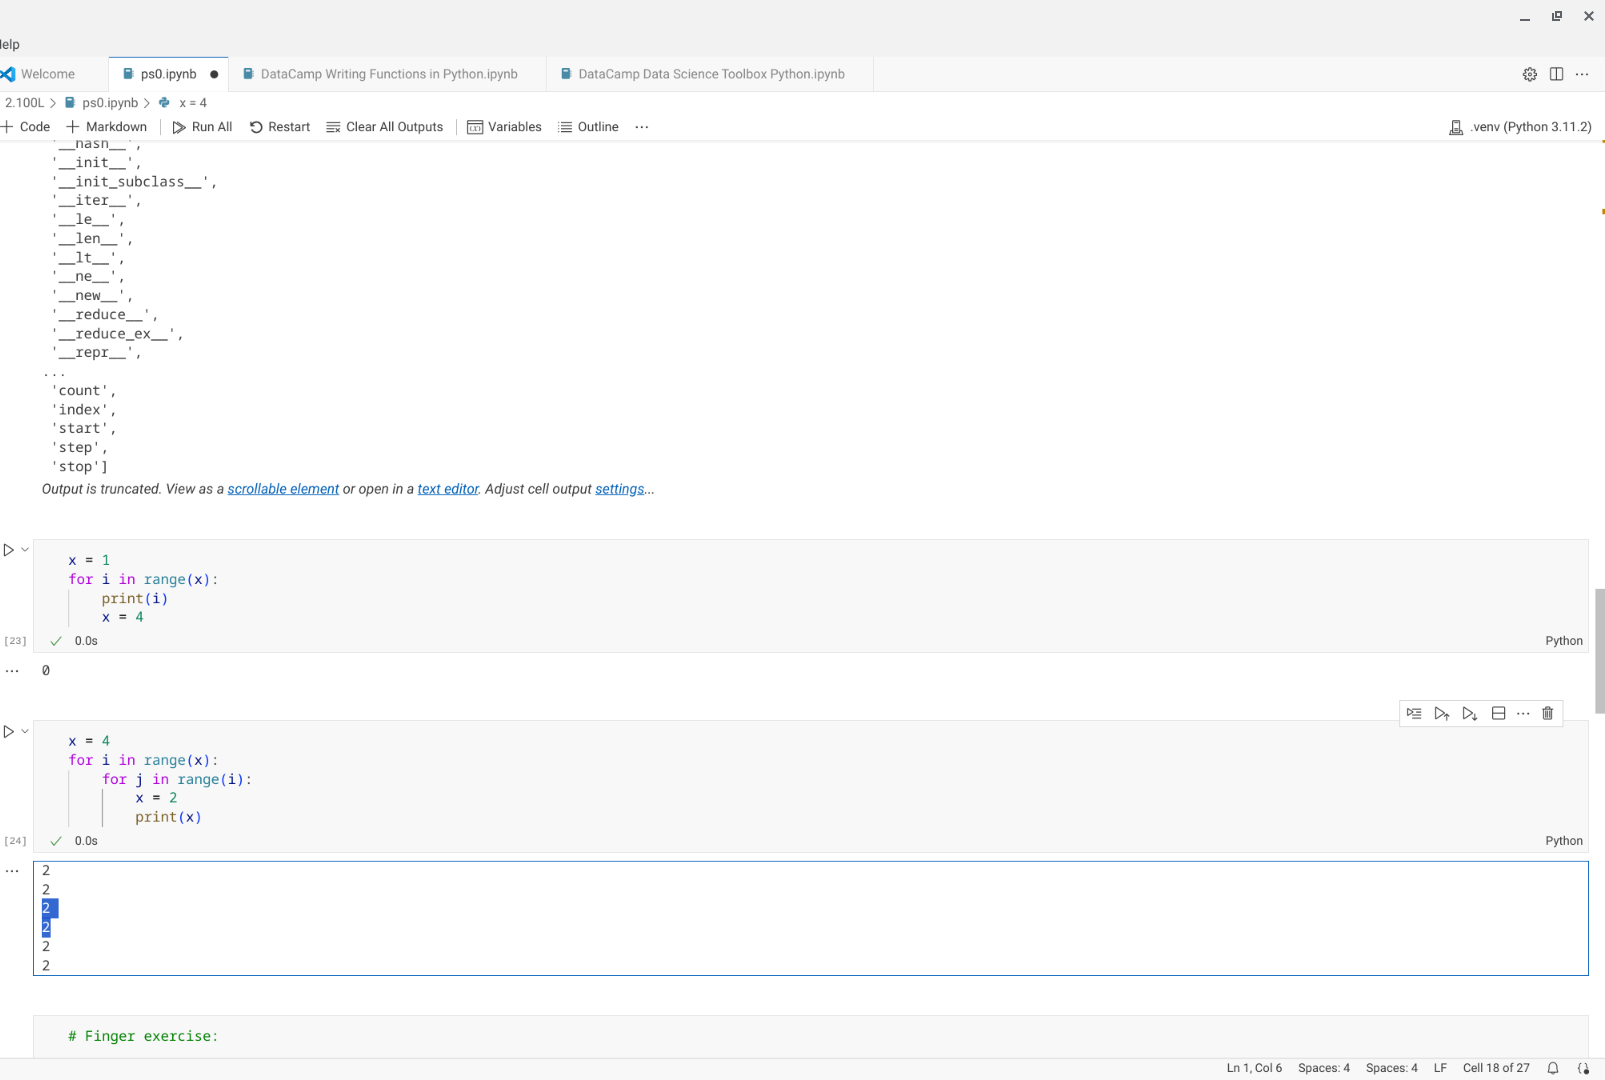 Help
Welcome
ps0.ipynb
DataCamp Writing Functions in Python.ipynb
DataCamp Data Science Toolbox Python.ipynb
2.100L > ps0.ipynb > x = 4
Code
Markdown
Run All
Restart
Clear All Outputs
Variables
Outline
...
.venv (Python 3.11.2)
'__hash__',
'__init__',
'__init_subclass__',
'__iter__',
'__le__',
'__len__',
'__lt__',
'__ne__',
'__new__',
'__reduce__',
'__reduce_ex__',
'__repr__',
...
'count',
'index',
'start',
'step',
'stop']
Output is truncated. View as a scrollable element or open in a text editor. Adjust cell output settings...
x = 1
for i in range(x):
    print(i)
    x = 4
[23]
0.0s
Python
...
0
x = 4
for i in range(x):
    for j in range(i):
        x = 2
        print(x)
[24]
0.0s
Python
...
2
2
2
2
2
2
# Finger exercise:
Ln 1, Col 6
Spaces: 4
Spaces: 4
LF
Cell 18 of 27